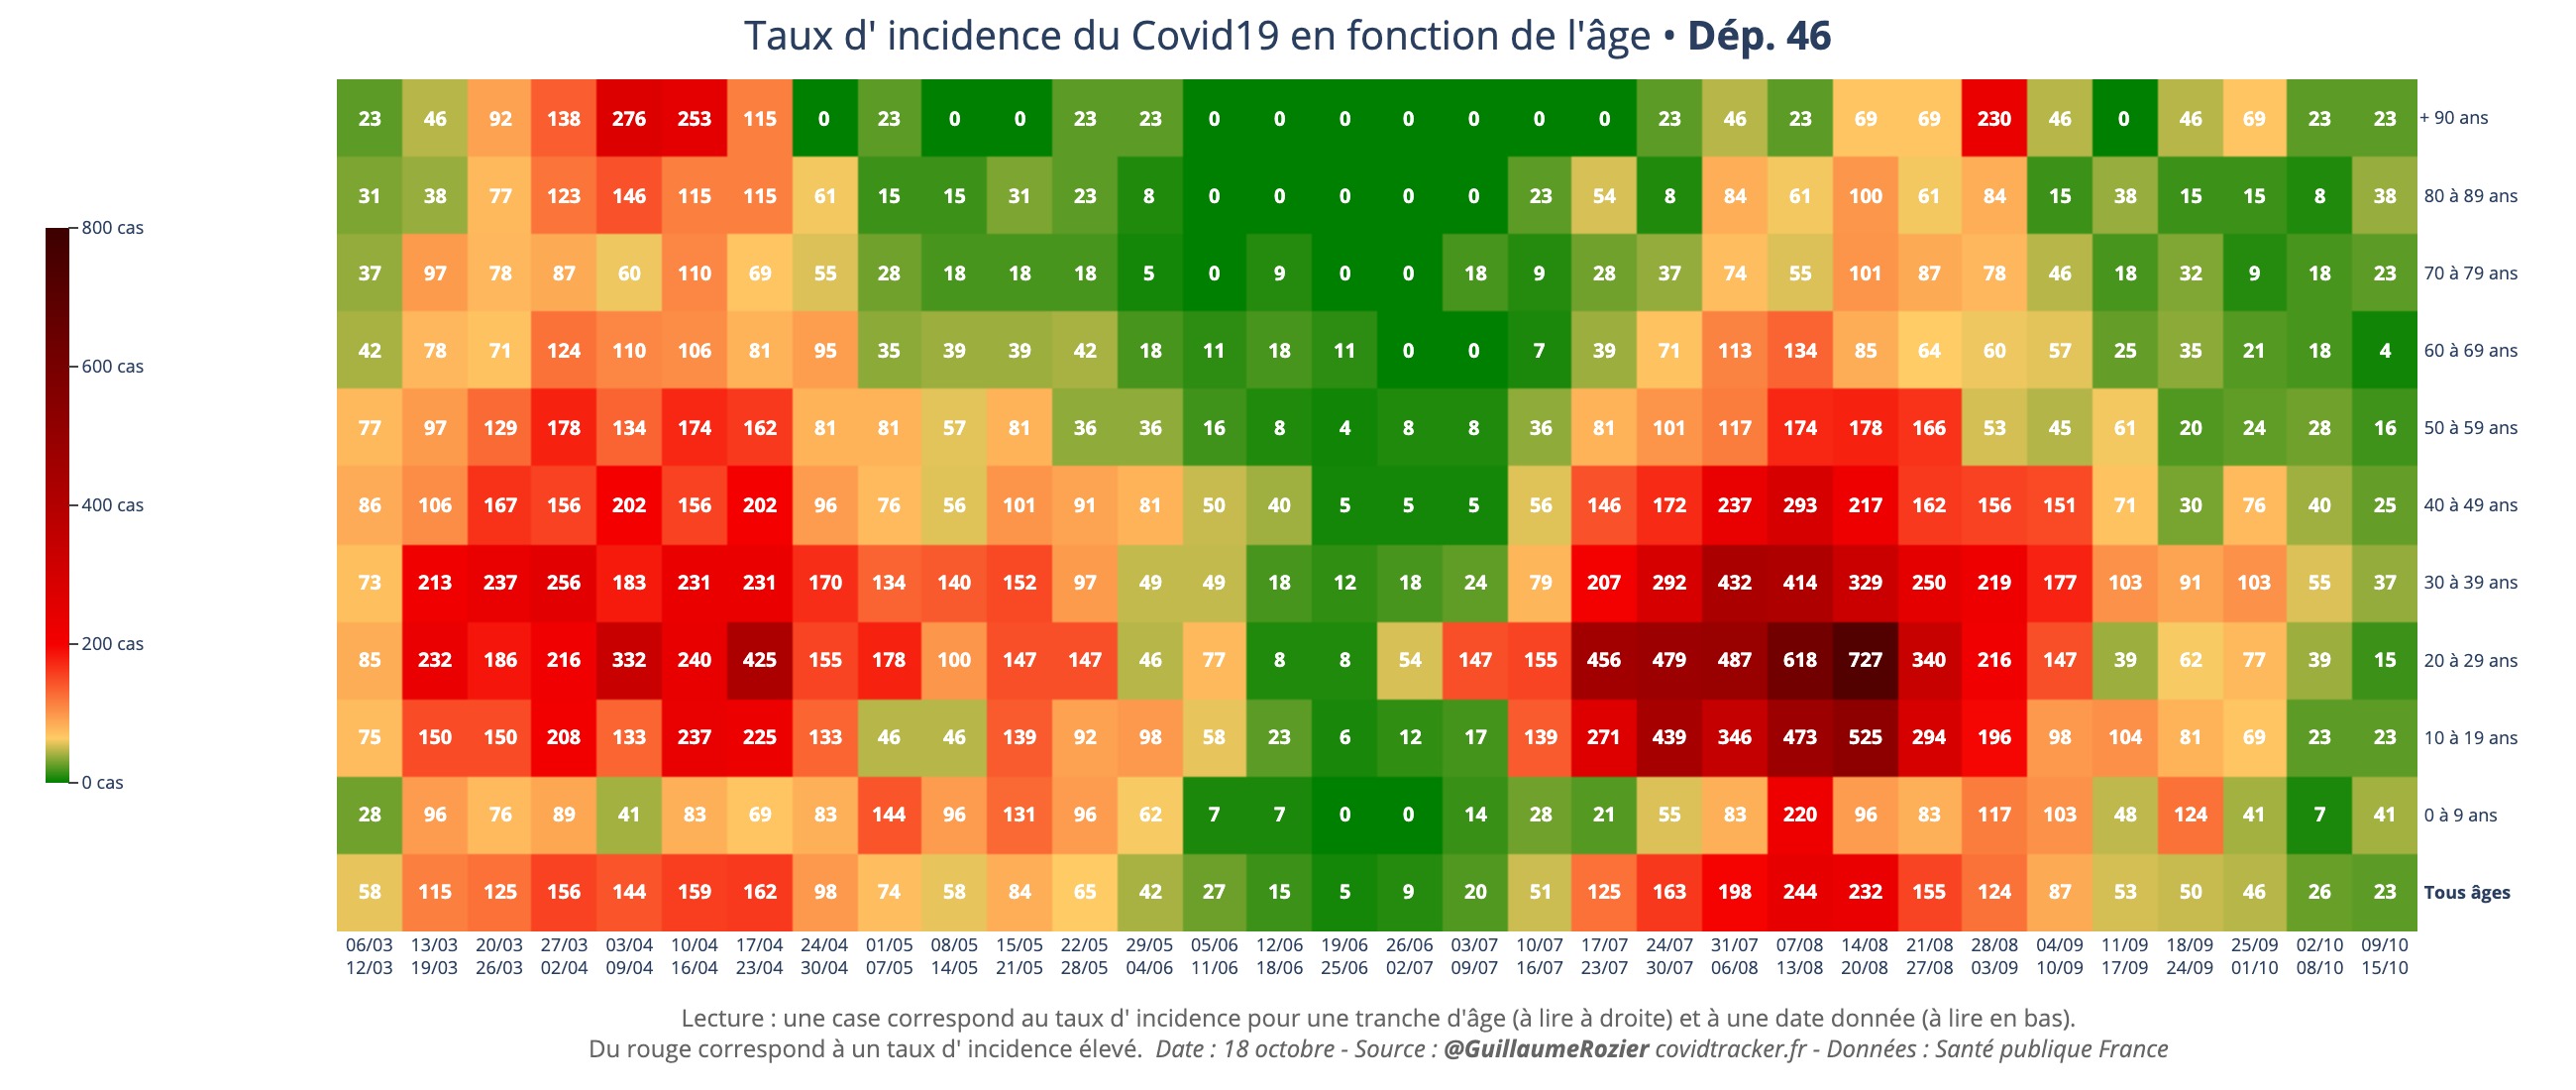 Taux d' incidence du Covid19 en fonction de l'âge • Dép. 46
800 cas
600 cas
400 cas
200 cas
0 cas
23 46 92 138 276 253 115 0 23 0 0 23 23 0 0 0 0 0 0 0 23 46 23 69 69 230 46 0 46 69 23 23 + 90 ans
31 38 77 123 146 115 115 61 15 15 31 23 8 0 0 0 0 0 23 54 8 84 61 100 61 84 15 38 15 15 8 38 80 à 89 ans
37 97 78 87 60 110 69 55 28 18 18 18 5 0 9 0 0 18 9 28 37 74 55 101 87 78 46 18 32 9 18 23 70 à 79 ans
42 78 71 124 110 106 81 95 35 39 39 42 18 11 18 11 0 0 7 39 71 113 134 85 64 60 57 25 35 21 18 4 60 à 69 ans
77 97 129 178 134 174 162 81 81 57 81 36 36 16 8 4 8 8 36 81 101 117 174 178 166 53 45 61 20 24 28 16 50 à 59 ans
86 106 167 156 202 156 202 96 76 56 101 91 81 50 40 5 5 5 56 146 172 237 293 217 162 156 151 71 30 76 40 25 40 à 49 ans
73 213 237 256 183 231 231 170 134 140 152 97 49 49 18 12 18 24 79 207 292 432 414 329 250 219 177 103 91 103 55 37 30 à 39 ans
85 232 186 216 332 240 425 155 178 100 147 147 46 77 8 8 54 147 155 456 479 487 618 727 340 216 147 39 62 77 39 15 20 à 29 ans
75 150 150 208 133 237 225 133 46 46 139 92 98 58 23 6 12 17 139 271 439 346 473 525 294 196 98 104 81 69 23 23 10 à 19 ans
28 96 76 89 41 83 69 83 144 96 131 96 62 7 7 0 0 14 28 21 55 83 220 96 83 117 103 48 124 41 7 41 0 à 9 ans
58 115 125 156 144 159 162 98 74 58 84 65 42 27 15 5 9 20 51 125 163 198 244 232 155 124 87 53 50 46 26 23 Tous âges
06/03 13/03 20/03 27/03 03/04 10/04 17/04 24/04 01/05 08/05 15/05 22/05 29/05 05/06 12/06 19/06 26/06 03/07 10/07 17/07 24/07 31/07 07/08 14/08 21/08 28/08 04/09 11/09 18/09 25/09 02/10 09/10
12/03 19/03 26/03 02/04 09/04 16/04 23/04 30/04 07/05 14/05 21/05 28/05 04/06 11/06 18/06 25/06 02/07 09/07 16/07 23/07 30/07 06/08 13/08 20/08 27/08 03/09 10/09 17/09 24/09 01/10 08/10 15/10
Lecture : une case correspond au taux d' incidence pour une tranche d'âge (à lire à droite) et à une date donnée (à lire en bas).
Du rouge correspond à un taux d' incidence élevé. Date : 18 octobre - Source : @GuillaumeRozier covidtracker.fr - Données : Santé publique France